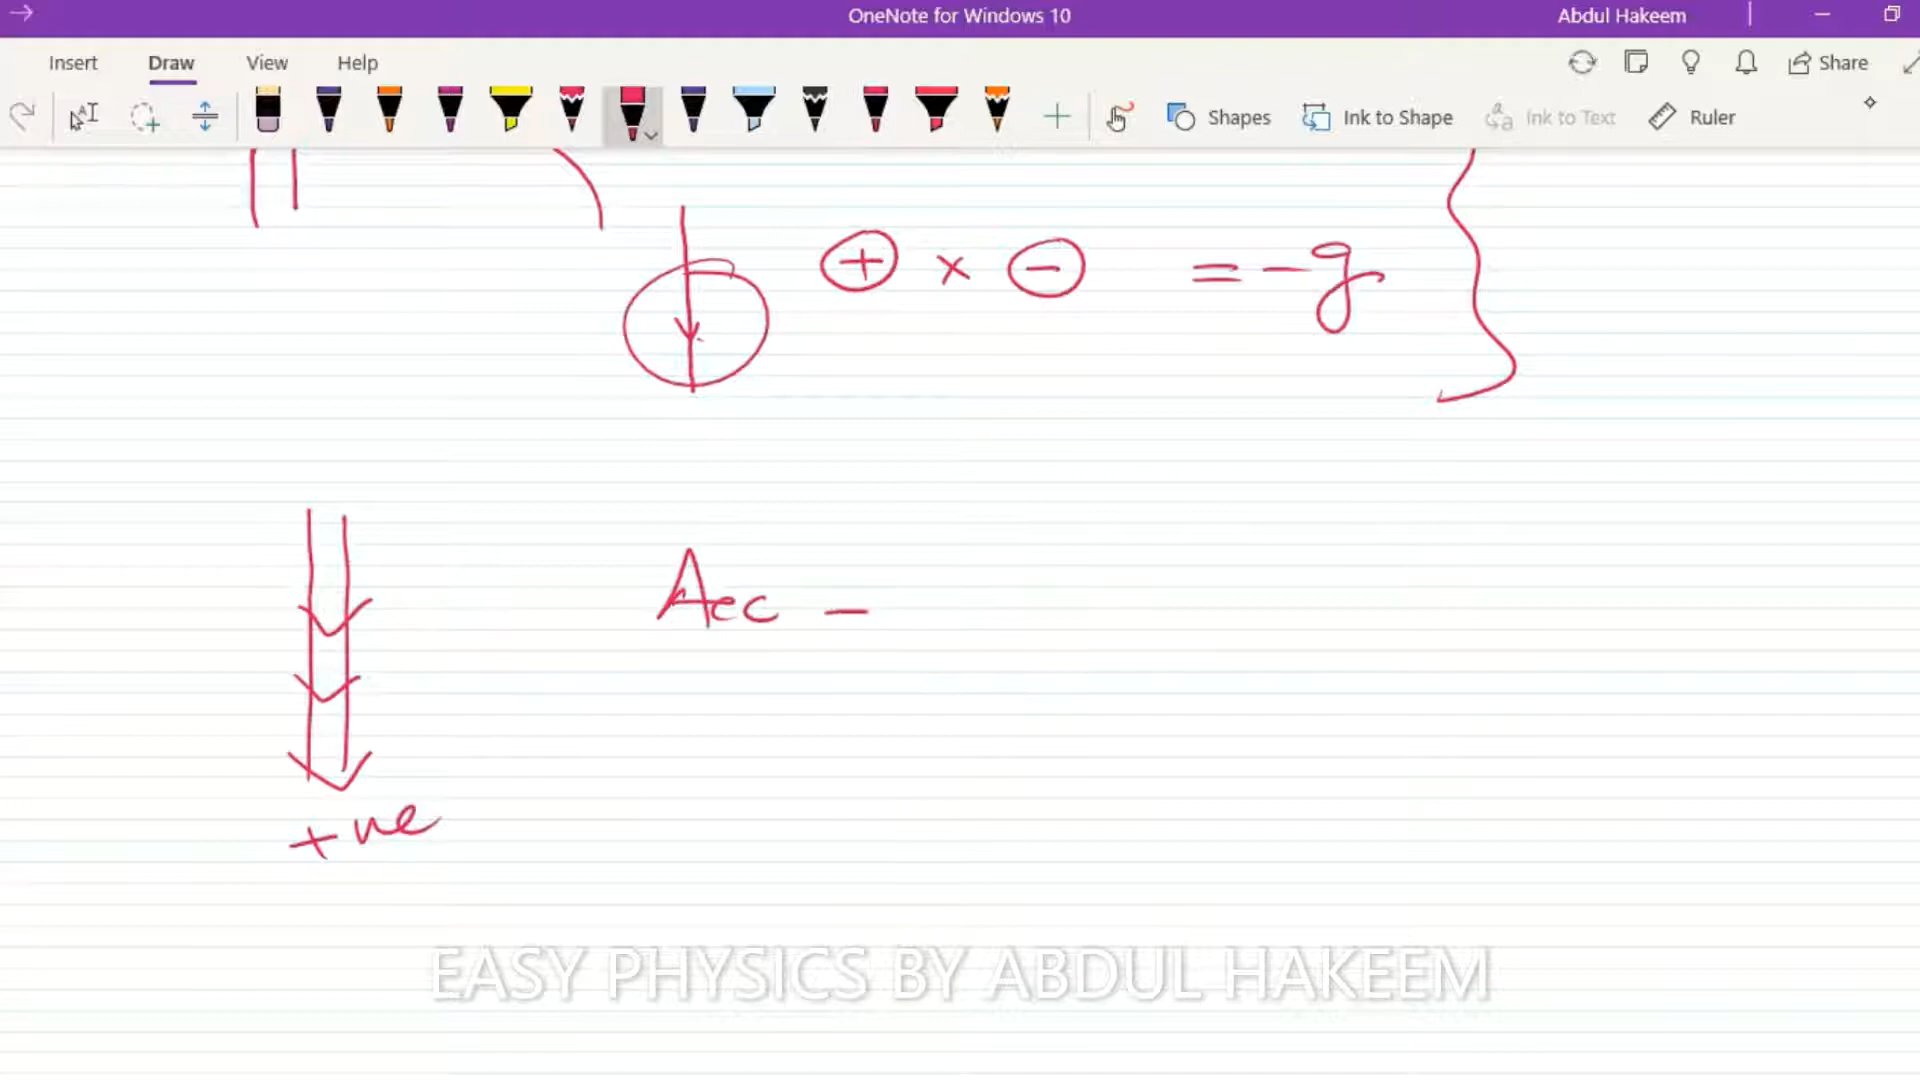 OneNote for Windows 10
Abdul Hakeem
Insert Draw View Help
Share
Shapes Ink to Shape Ink to Text Ruler
+ × − = −g
Acc −
+ve
EASY PHYSICS BY ABDUL HAKEEM